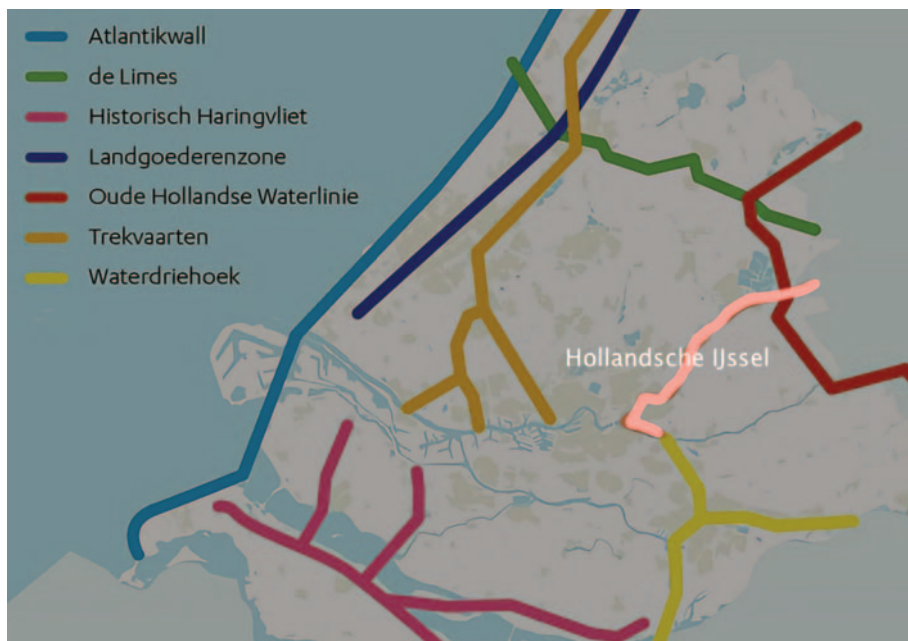 Atlantikwall
de Limes
Historisch Haringvliet
Landgoederenzone
Oude Hollandse Waterlinie
Trekvaarten
Waterdriehoek
Hollandsche IJssel